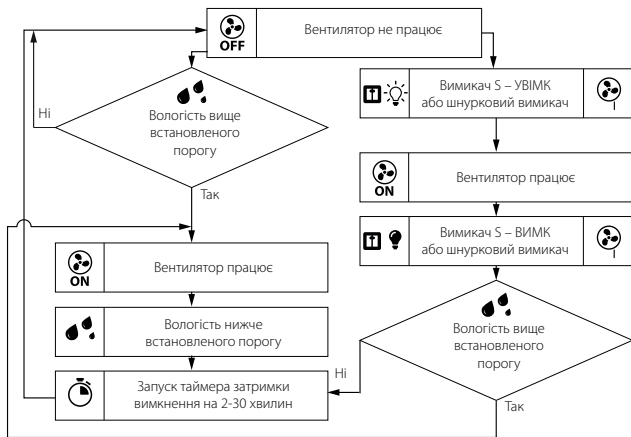 OFF
Вентилятор не працює
Ні
Вологість вище
встановленого
порогу
Так
Вимикач S – УВІМК
або шнурковий вимикач
ON
Вентилятор працює
Вимикач S – ВИМК
або шнурковий вимикач
ON
Вентилятор працює
Вологість нижче
встановленого порогу
Запуск таймера затримки
вимкнення на 2-30 хвилин
Вологість вище
встановленого
порогу
Ні
Так